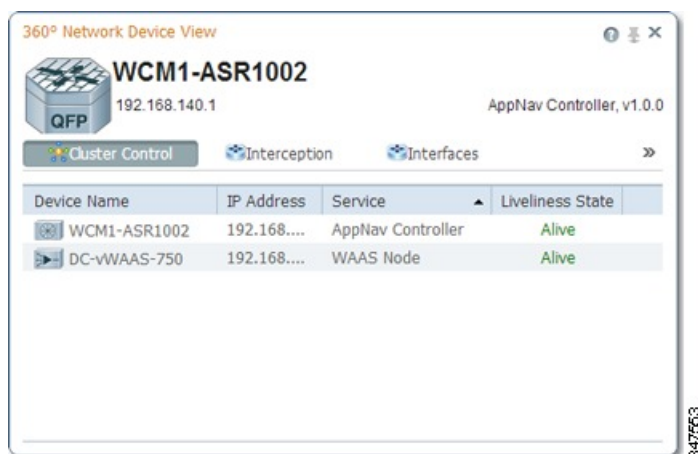 360º Network Device View
WCM1-ASR1002
192.168.140.1
AppNav Controller, v1.0.0
QFP
Cluster Control
Interception
Interfaces
»
Device Name IP Address Service Liveliness State
WCM1-ASR1002 192.168.... AppNav Controller Alive
DC-vWAAS-750 192.168.... WAAS Node Alive
347553